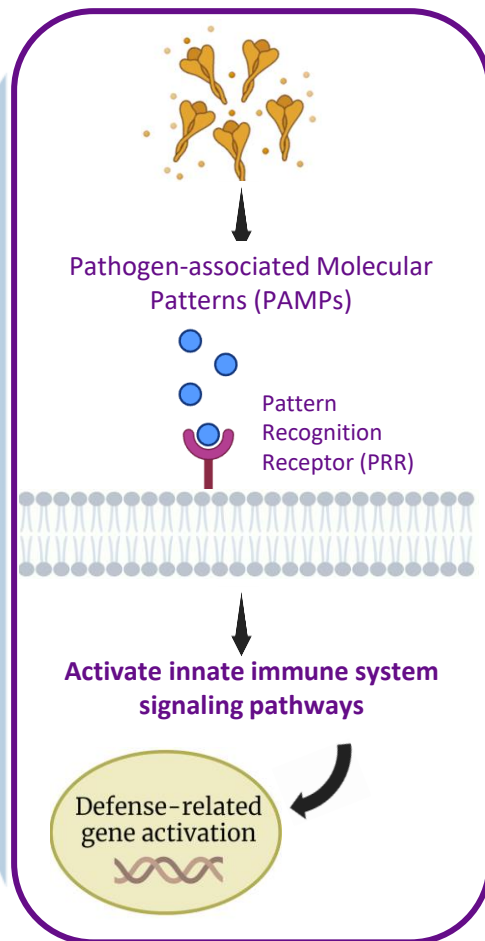 Pathogen-associated Molecular
Patterns (PAMPs)
Pattern
Recognition
Receptor (PRR)
Activate innate immune system
signaling pathways
Defense-related
gene activation